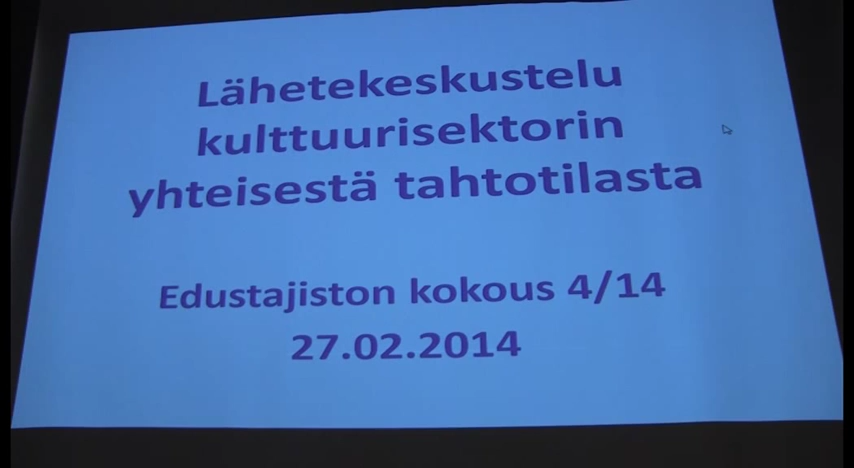 Lähetekeskustelu
kulttuurisektorin
yhteisestä tahtotilasta
Edustajiston kokous 4/14
27.02.2014